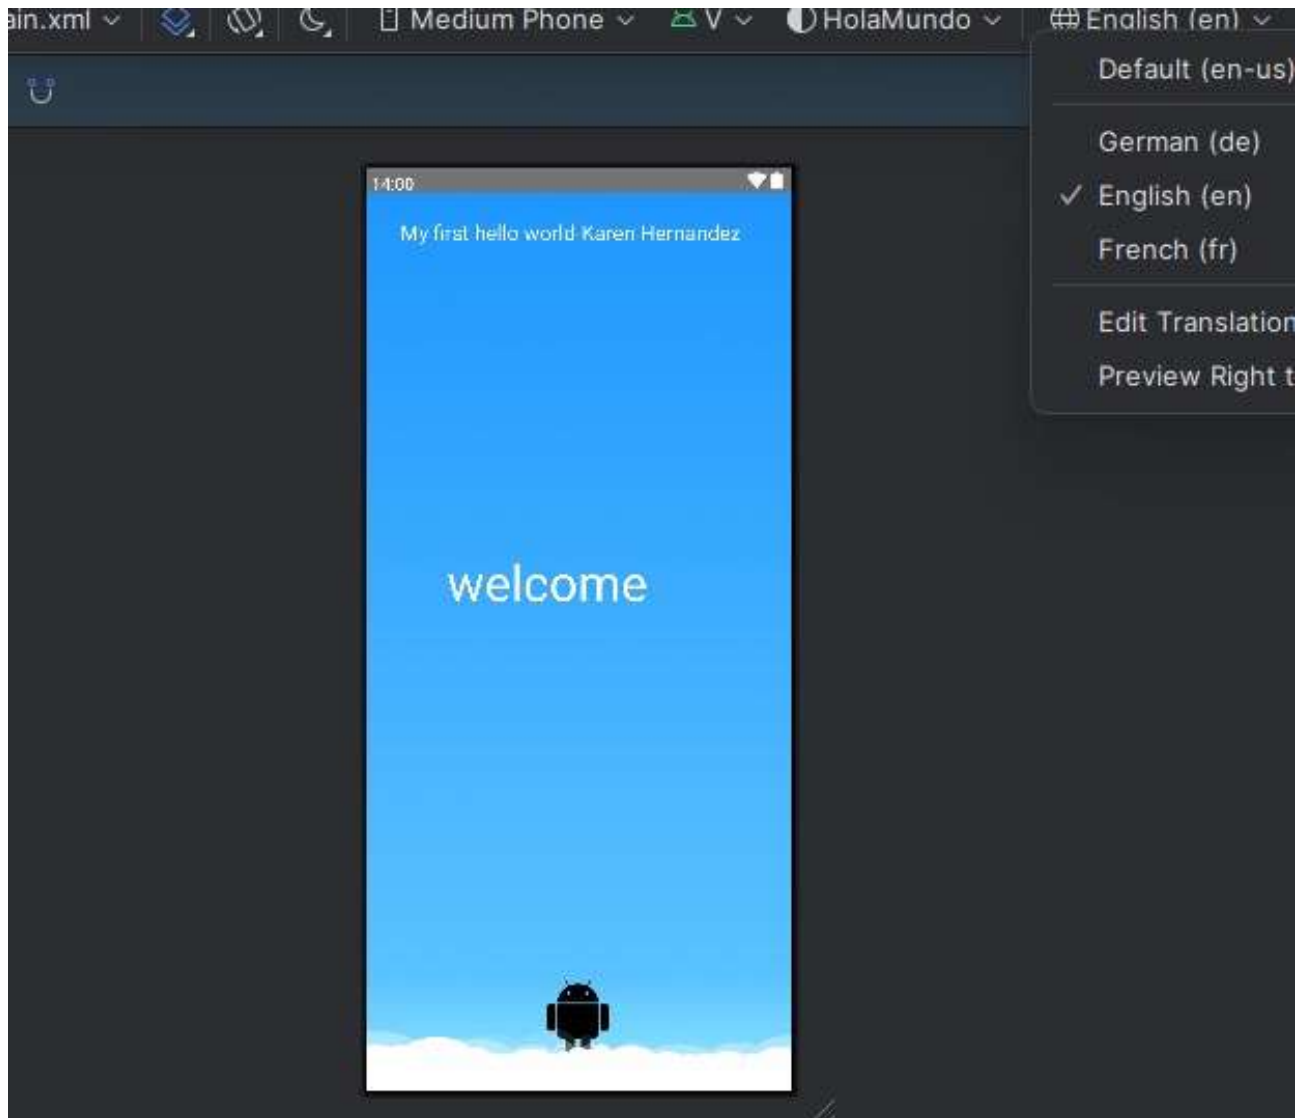 ain.xml Medium Phone V HolaMundo English (en)
Default (en-us)
German (de)
English (en)
French (fr)
Edit Translation
Preview Right t
14:00
My first hello world Karen Hernandez
welcome